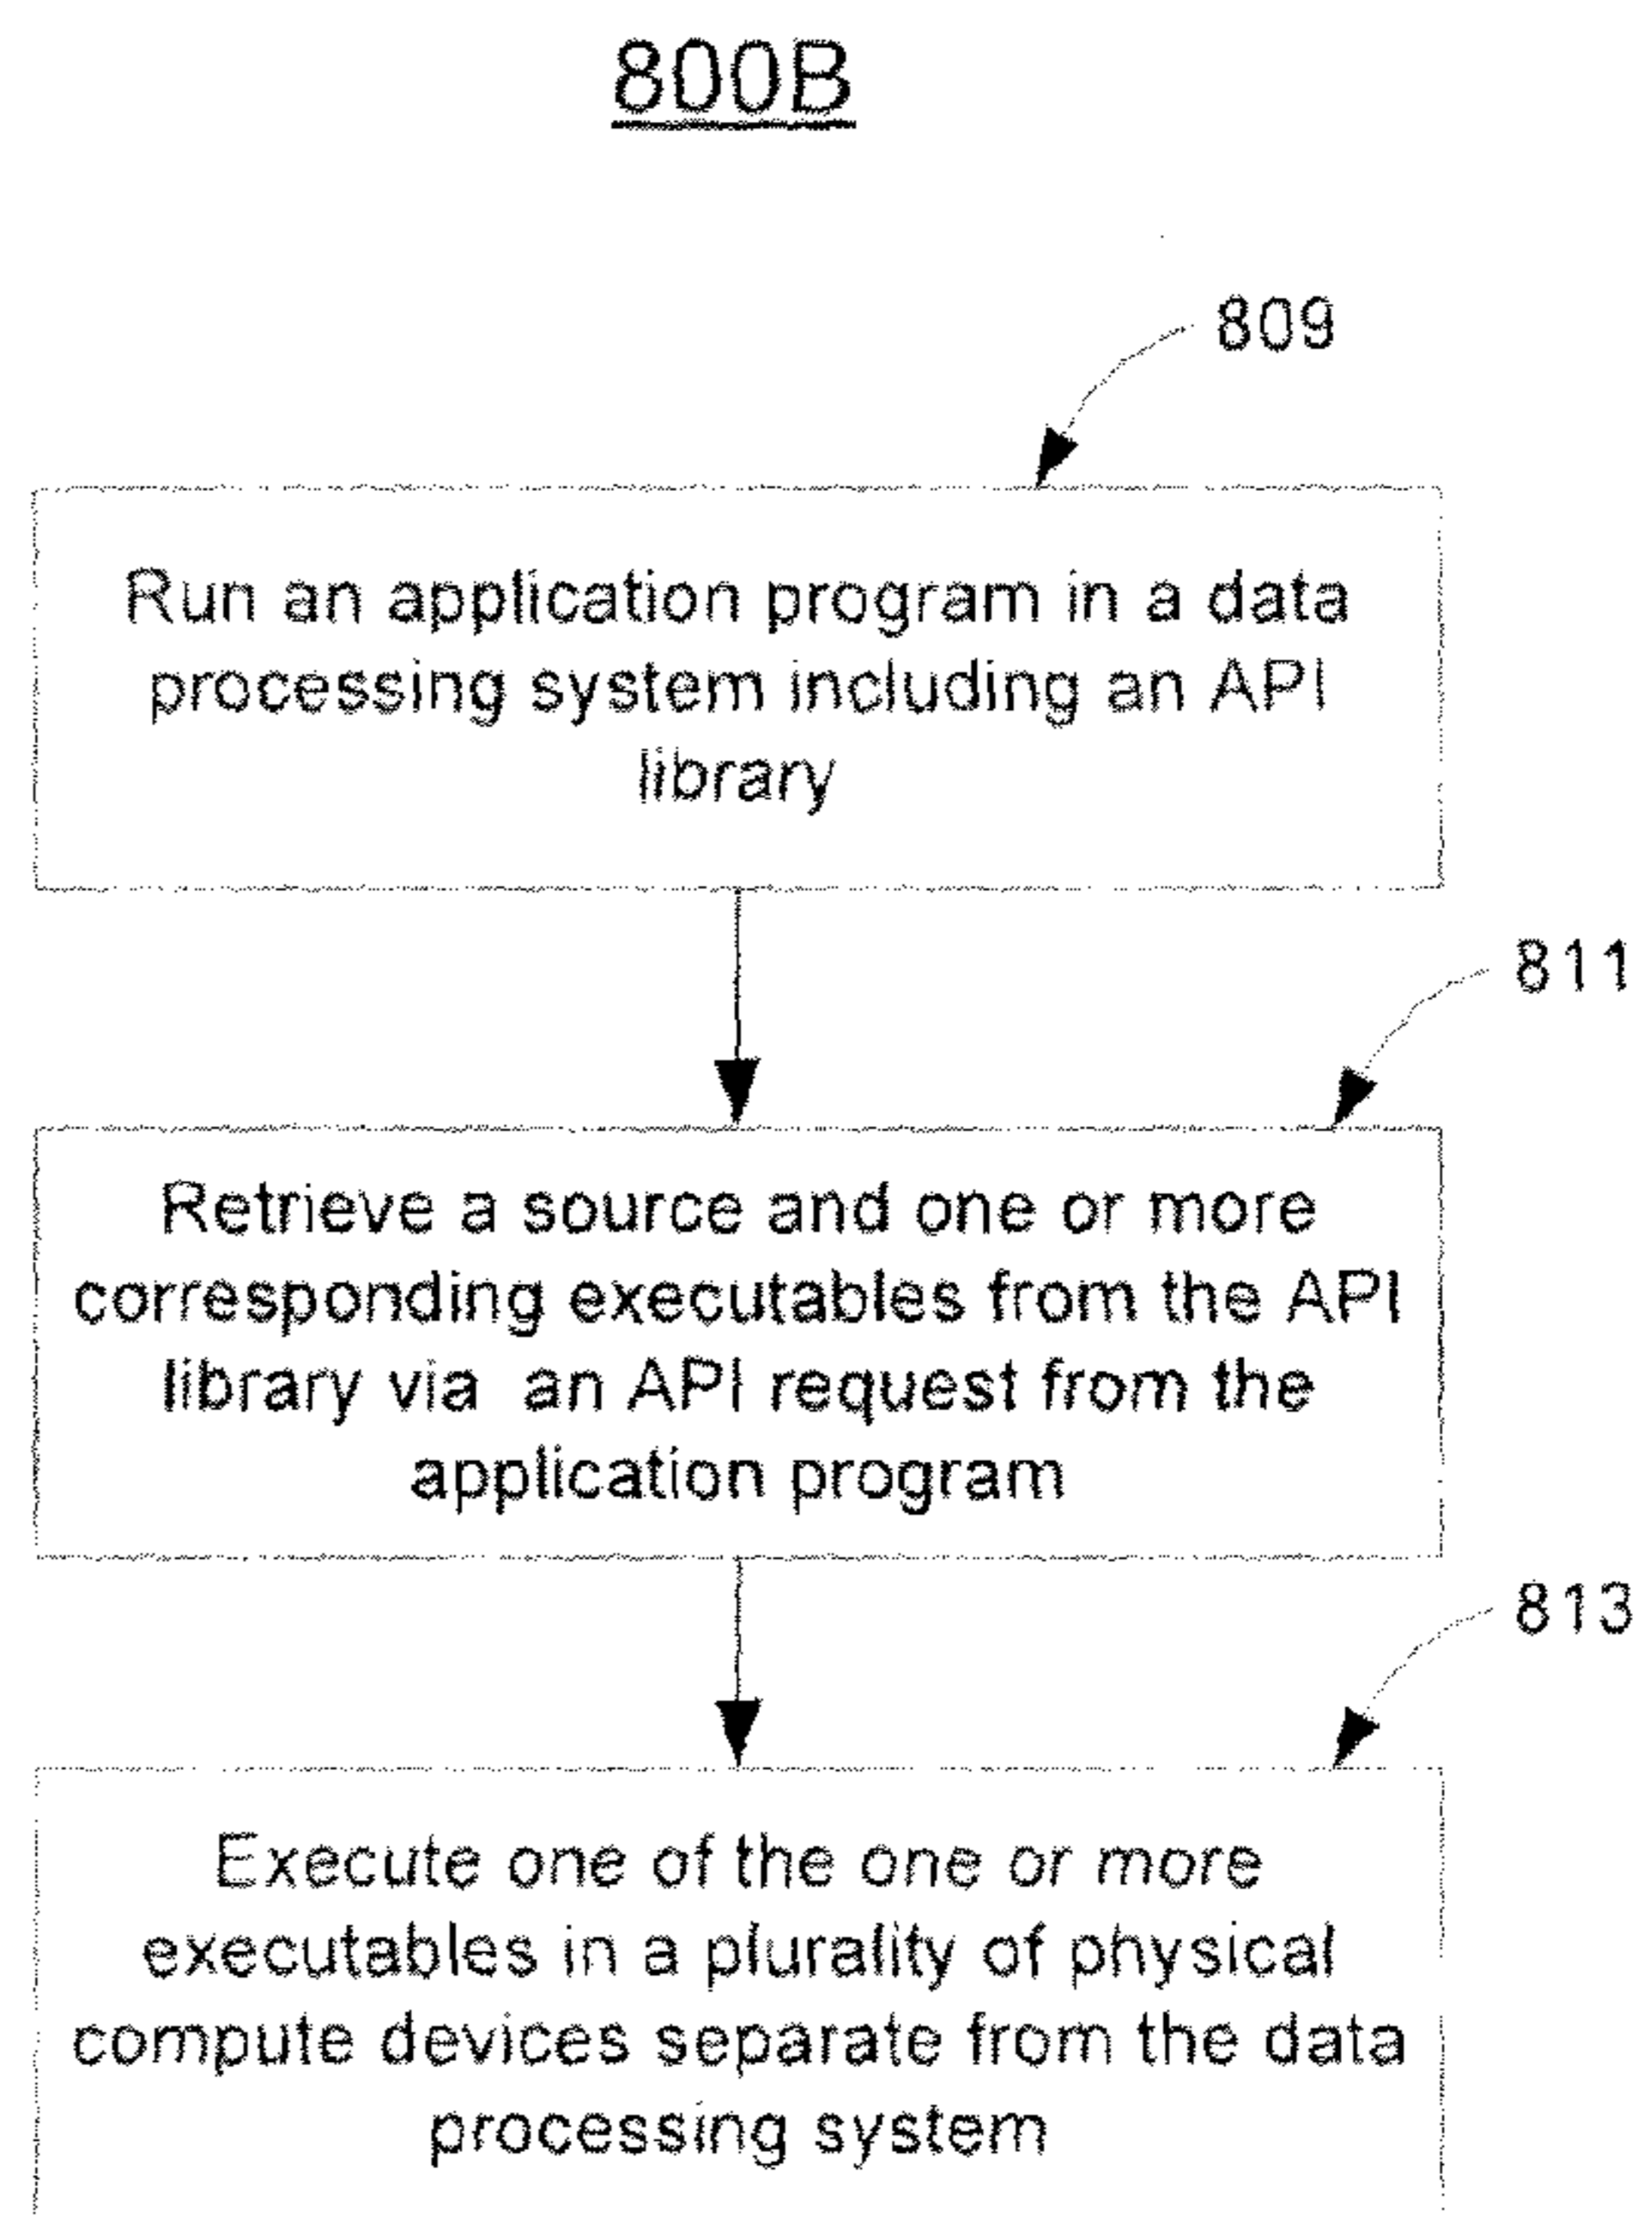 800B
809
Run an application program in a data
processing system including an API
library
811
Retrieve a source and one or more
corresponding executables from the API
library via an API request from the
application program
813
Execute one of the one or more
executables in a plurality of physical
compute devices separate from the data
processing system